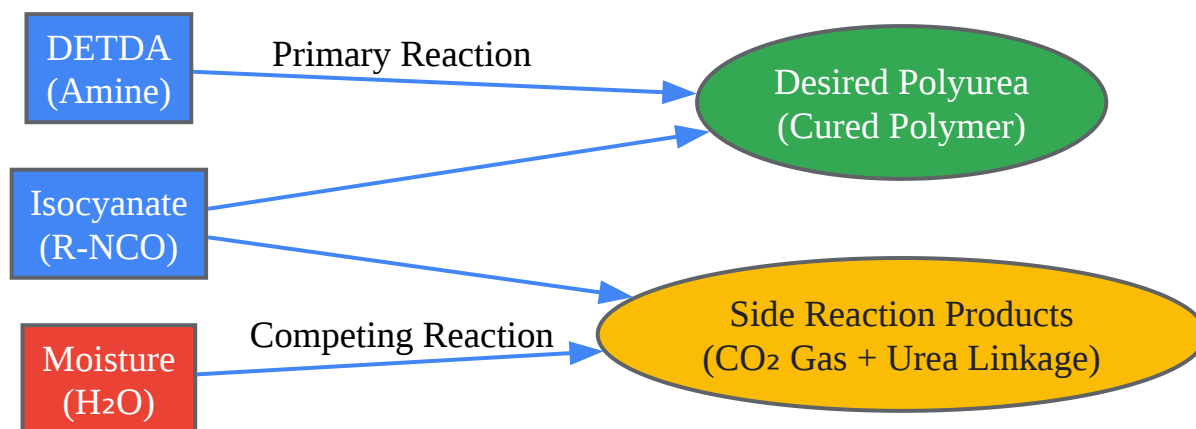 DETDA
(Amine)
Primary Reaction
Desired Polyurea
(Cured Polymer)
Isocyanate
(R-NCO)
Side Reaction Products
(CO₂ Gas + Urea Linkage)
Competing Reaction
Moisture
(H₂O)